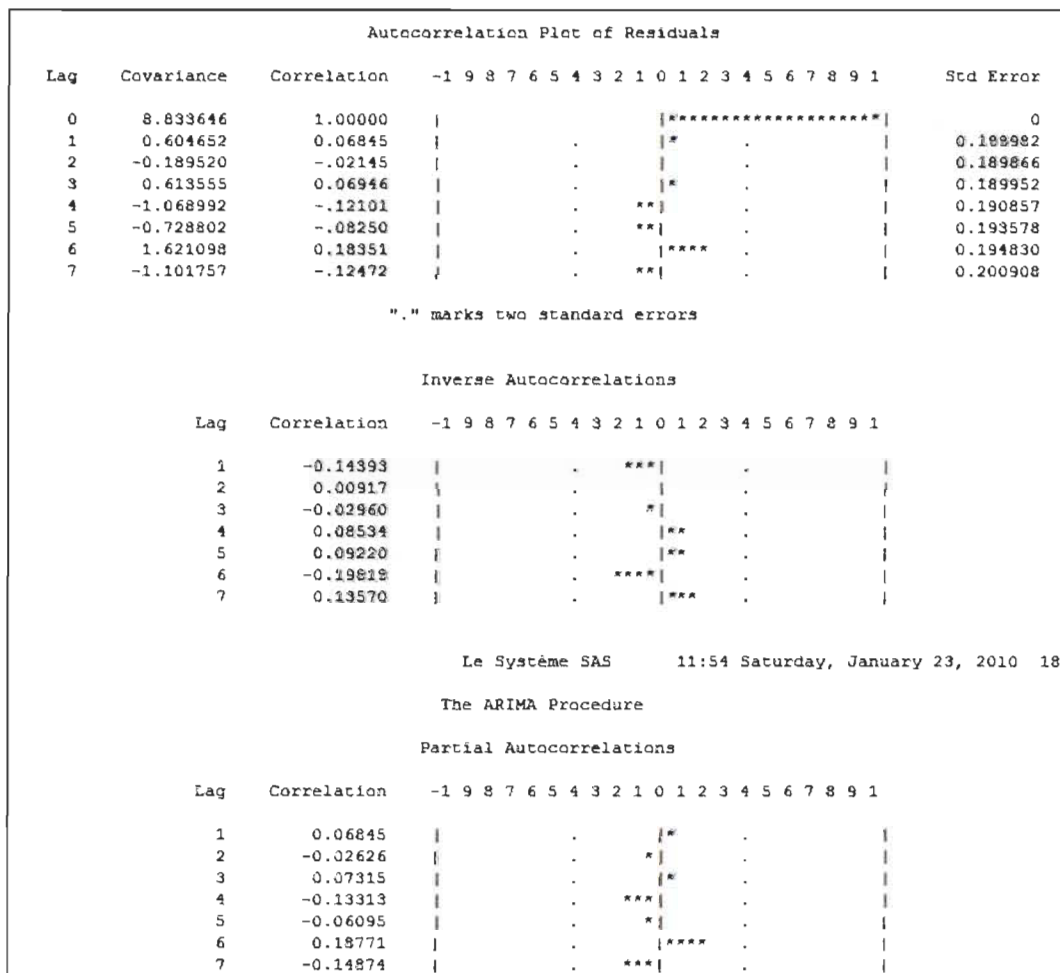 Autocorrelation Plot of Residuals
Lag Covariance Correlation -1 9 8 7 6 5 4 3 2 1 0 1 2 3 4 5 6 7 8 9 1 Std Error
0 8.833646 1.00000 | |********************| 0
1 0.604652 0.06845 | . |* . | 0.188982
2 -0.189520 -.02145 | . | . | 0.189866
3 0.613555 0.06946 | . |* . | 0.189952
4 -1.068992 -.12101 | . **| . | 0.190857
5 -0.728802 -.08250 | . **| . | 0.193578
6 1.621098 0.18351 | . |**** . | 0.194830
7 -1.101757 -.12472 | . **| . | 0.200908
"." marks two standard errors
Inverse Autocorrelations
Lag Correlation -1 9 8 7 6 5 4 3 2 1 0 1 2 3 4 5 6 7 8 9 1
1 -0.14393 | . ***| . |
2 0.00917 | . | . |
3 -0.02960 | . *| . |
4 0.08534 | . |** . |
5 0.09220 | . |** . |
6 -0.19819 | . ****| . |
7 0.13570 | . |*** . |
Le Système SAS 11:54 Saturday, January 23, 2010 18
The ARIMA Procedure
Partial Autocorrelations
Lag Correlation -1 9 8 7 6 5 4 3 2 1 0 1 2 3 4 5 6 7 8 9 1
1 0.06845 | . |* . |
2 -0.02626 | . *| . |
3 0.07315 | . |* . |
4 -0.13313 | . ***| . |
5 -0.06095 | . *| . |
6 0.18771 | . |**** . |
7 -0.14874 | . ***| . |